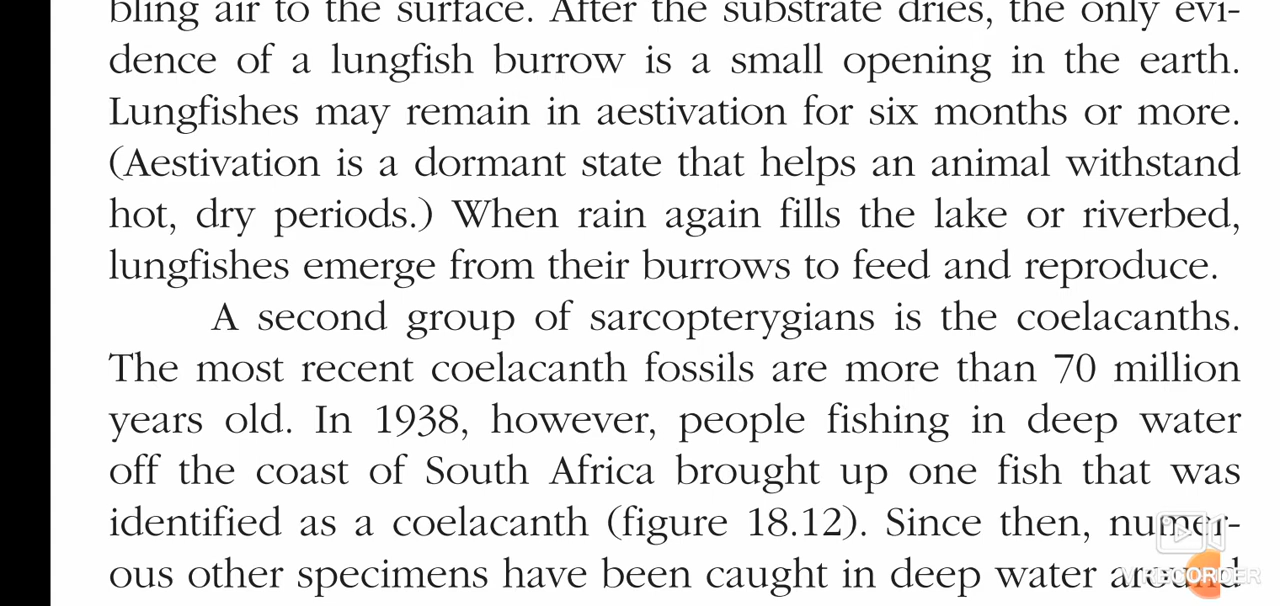 bling air to the surface. After the substrate dries, the only evi-
dence of a lungfish burrow is a small opening in the earth.
Lungfishes may remain in aestivation for six months or more.
(Aestivation is a dormant state that helps an animal withstand
hot, dry periods.) When rain again fills the lake or riverbed,
lungfishes emerge from their burrows to feed and reproduce.
A second group of sarcopterygians is the coelacanths.
The most recent coelacanth fossils are more than 70 million
years old. In 1938, however, people fishing in deep water
off the coast of South Africa brought up one fish that was
identified as a coelacanth (figure 18.12). Since then, numer-
ous other specimens have been caught in deep water around
V RECORDER